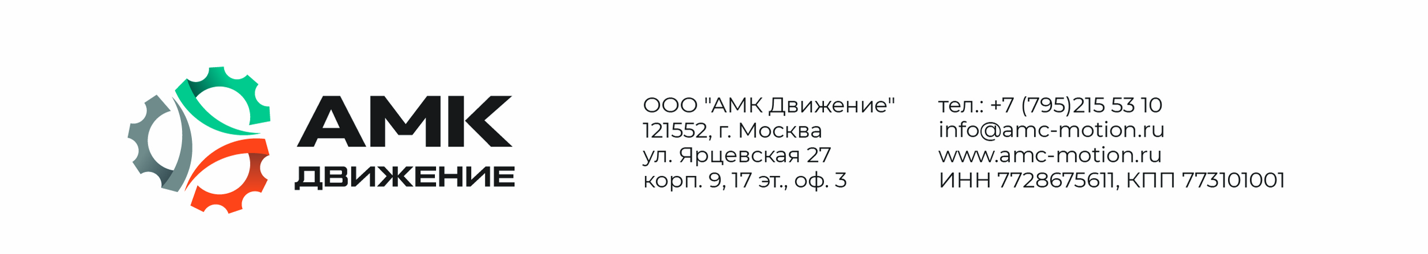 АМК
ДВИЖЕНИЕ
ООО "АМК Движение"
121552, г. Москва
ул. Ярцевская 27
корп. 9, 17 эт., оф. 3
тел.: +7 (795)215 53 10
info@amc-motion.ru
www.amc-motion.ru
ИНН 7728675611, КПП 773101001